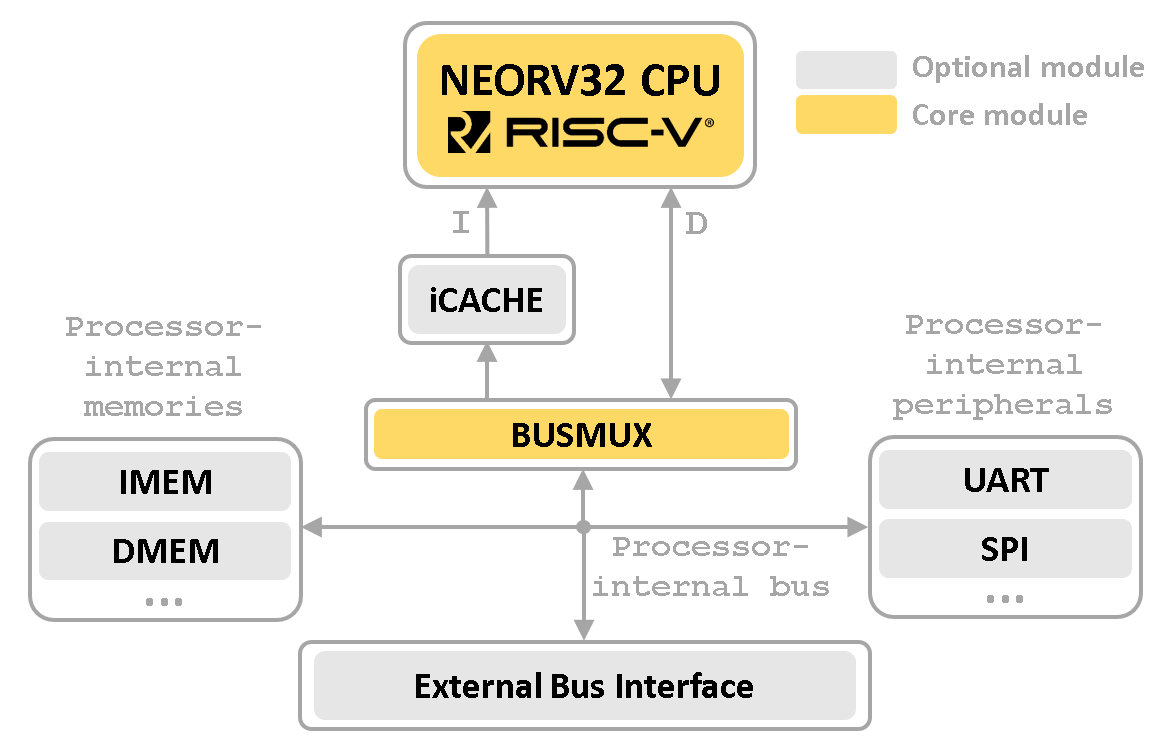 NEORV32 CPU
RISC-V®
Optional module
Core module
I
D
iCACHE
Processor-
internal
memories
Processor-
internal
peripherals
BUSMUX
IMEM
DMEM
...
UART
SPI
...
Processor-
internal bus
External Bus Interface